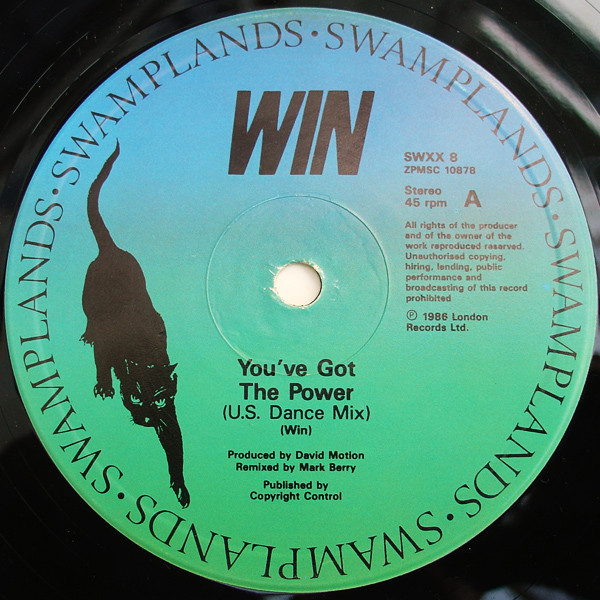 SWAMPLANDS · SWAMPLANDS · SWAMPLANDS · SWAMPLANDS · SWAMPLANDS · SWAMPLANDS ·
WIN
SWXX 8
ZPMSC 10878
Stereo
45 rpm A
All rights of the producer
and of the owner of the
work reproduced reserved.
Unauthorised copying,
hiring, lending, public
performance and
broadcasting of this record
prohibited
Ⓟ 1986 London
Records Ltd.
You've Got
The Power
(U.S. Dance Mix)
(Win)
Produced by David Motion
Remixed by Mark Berry
Published by
Copyright Control